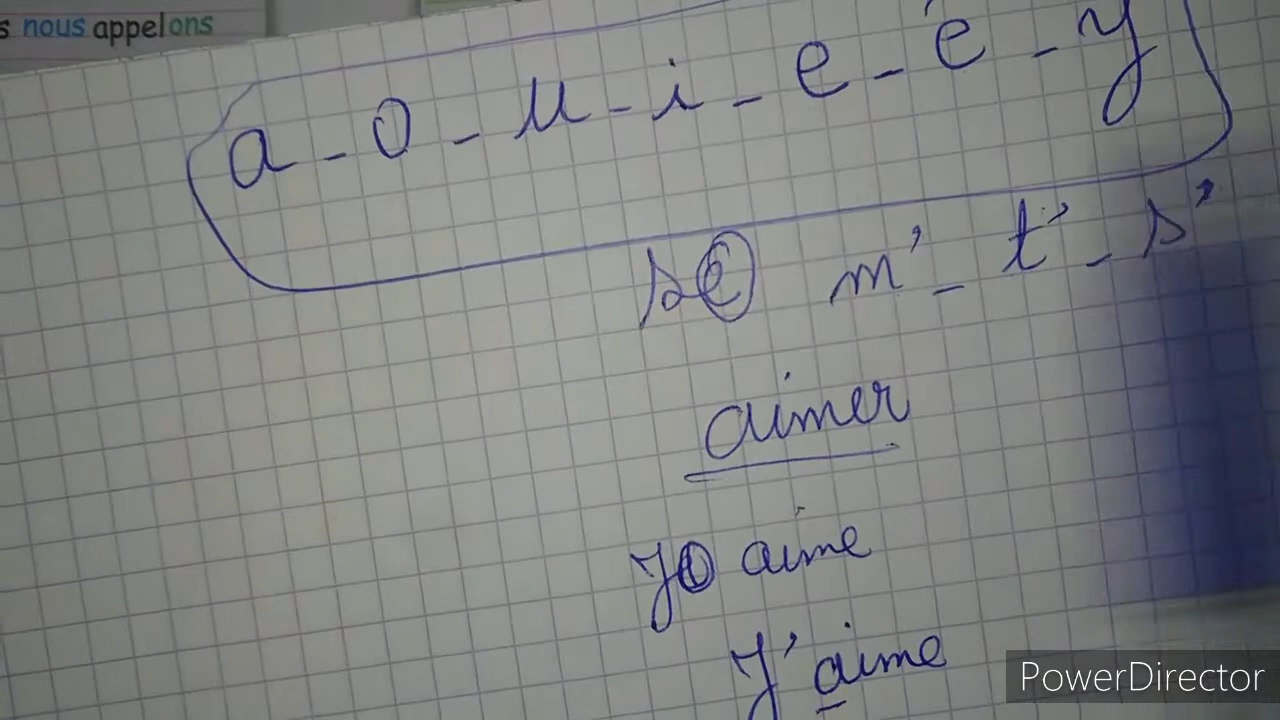 s nous appelons
a - o - u - i - e - é - y
se m' - t' - s'
aimer
Je aime
J'aime
PowerDirector